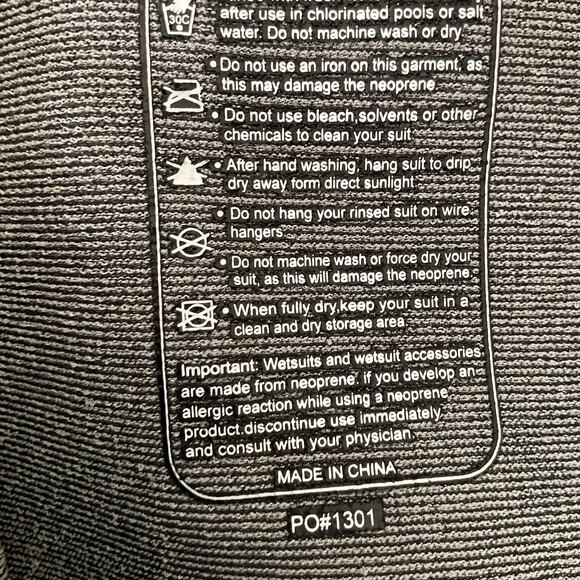 after use in chlorinated pools or salt
water. Do not machine wash or dry
30C
• Do not use an iron on this garment, as
this may damage the neoprene.
• Do not use bleach,solvents or other
chemicals to clean your suit
• After hand washing, hang suit to drip
dry away form direct sunlight.
• Do not hang your rinsed suit on wire
hangers.
• Do not machine wash or force dry your
suit, as this will damage the neoprene.
• When fully dry,keep your suit in a
clean and dry storage area.
Important: Wetsuits and wetsuit accessories
are made from neoprene. if you develop an
allergic reaction while using a neoprene
product.discontinue use immediately
and consult with your physician.
MADE IN CHINA
PO#1301